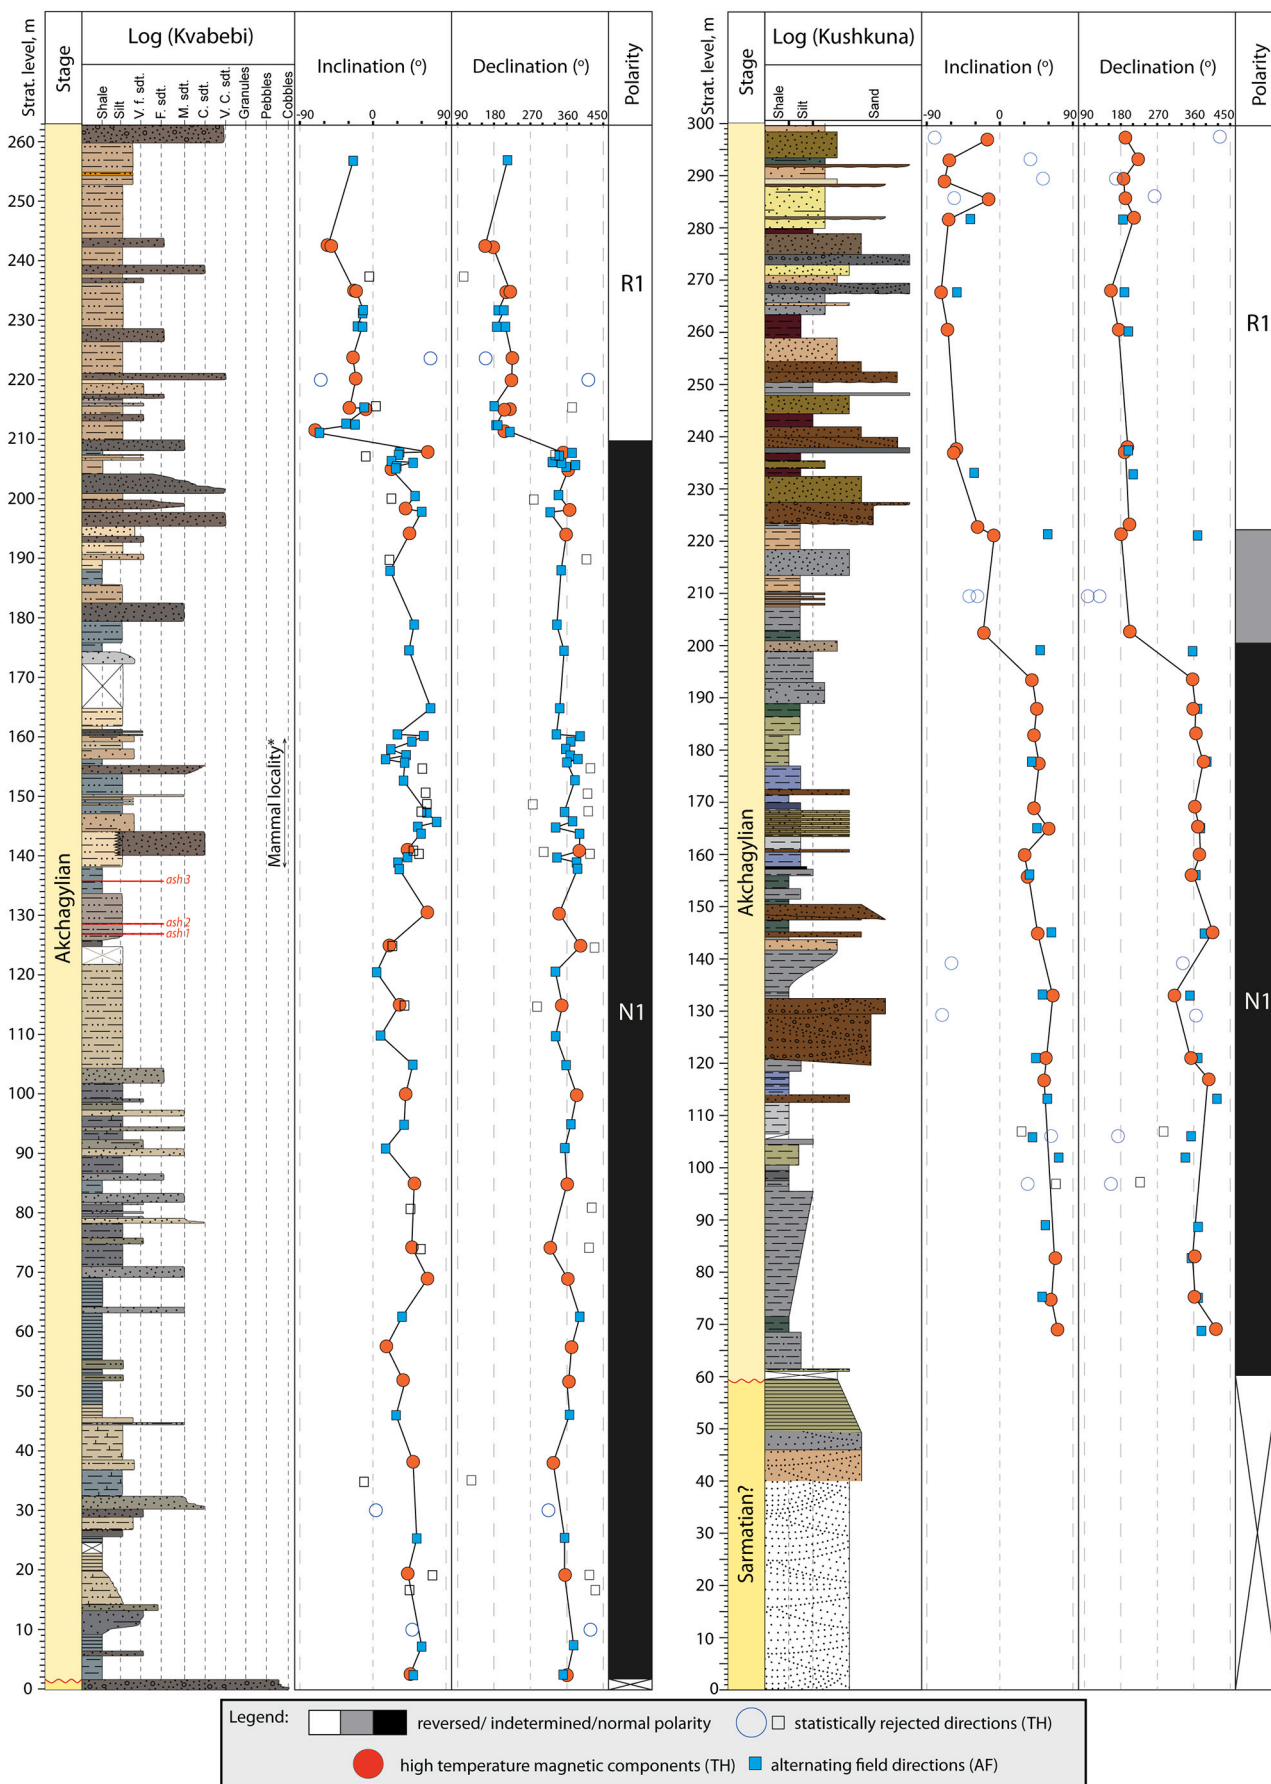 Strat. level, m
Stage
Log (Kvabebi)
Shale
Silt
V. f. sdt.
F. sdt.
M. sdt.
C. sdt.
V. C. sdt.
Granules
Pebbles
Cobbles
Inclination (°)
-90 0 90
Declination (°)
90 180 270 360 450
Polarity
260
250
240
230
220
210
200
190
180
170
160
150
140
130
120
110
100
90
80
70
60
50
40
30
20
10
0
Akchagylian
Mammal locality*
ash 3
ash 2
ash 1
R1
N1
Strat. level, m
Stage
Log (Kushkuna)
Shale
Silt
Sand
Inclination (°)
-90 0 90
Declination (°)
90 180 270 360 450
Polarity
300
290
280
270
260
250
240
230
220
210
200
190
180
170
160
150
140
130
120
110
100
90
80
70
60
50
40
30
20
10
0
Akchagylian
Sarmatian?
R1
N1
Legend:
reversed/ indetermined/normal polarity
statistically rejected directions (TH)
high temperature magnetic components (TH)
alternating field directions (AF)